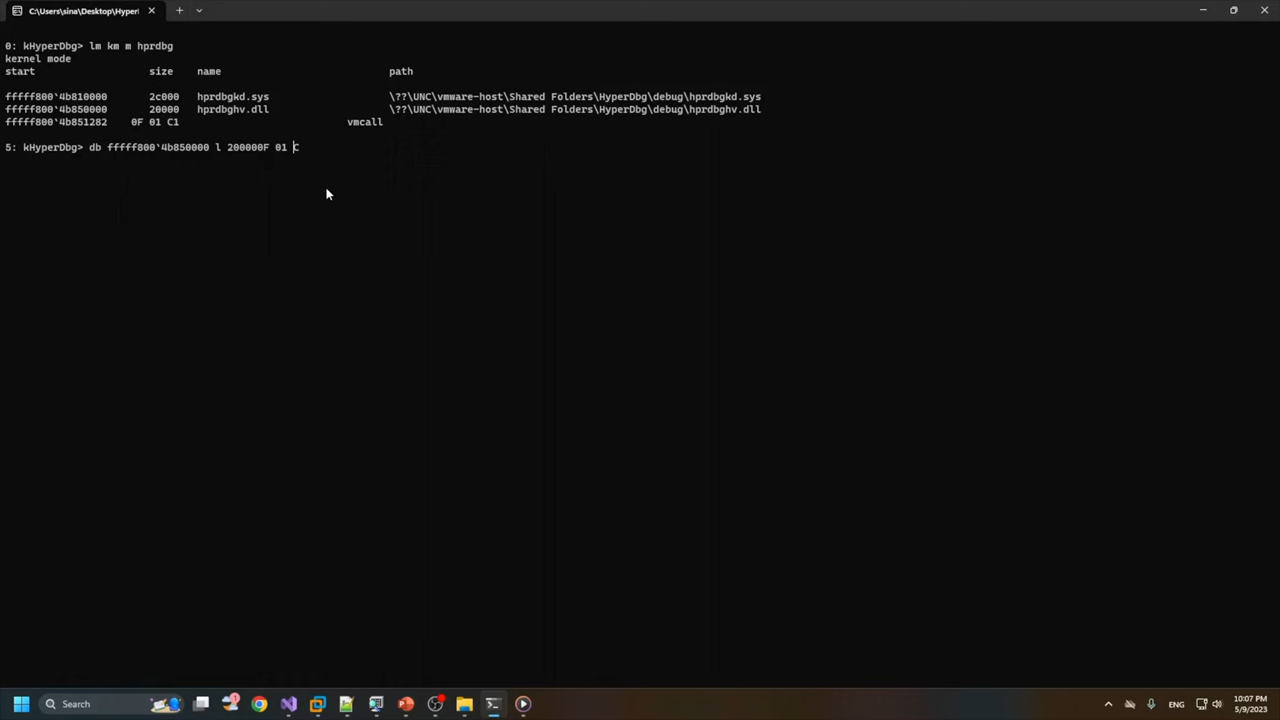 C:\Users\sina\Desktop\Hyper
0: kHyperDbg> lm km m hprdbg
kernel mode
start size name path
fffff800`4b810000 2c000 hprdbgkd.sys \??\UNC\vmware-host\Shared Folders\HyperDbg\debug\hprdbgkd.sys
fffff800`4b850000 20000 hprdbghv.dll \??\UNC\vmware-host\Shared Folders\HyperDbg\debug\hprdbghv.dll
fffff800`4b851282 0F 01 C1 vmcall
5: kHyperDbg> db fffff800`4b850000 l 200000F 01 C
Search
1
ENG
10:07 PM
5/9/2023